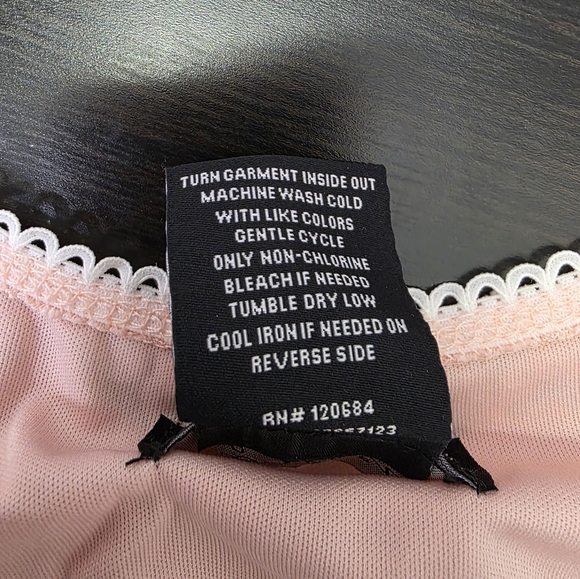 TURN GARMENT INSIDE OUT
MACHINE WASH COLD
WITH LIKE COLORS
GENTLE CYCLE
ONLY NON-CHLORINE
BLEACH IF NEEDED
TUMBLE DRY LOW
COOL IRON IF NEEDED ON
REVERSE SIDE
RN# 120684